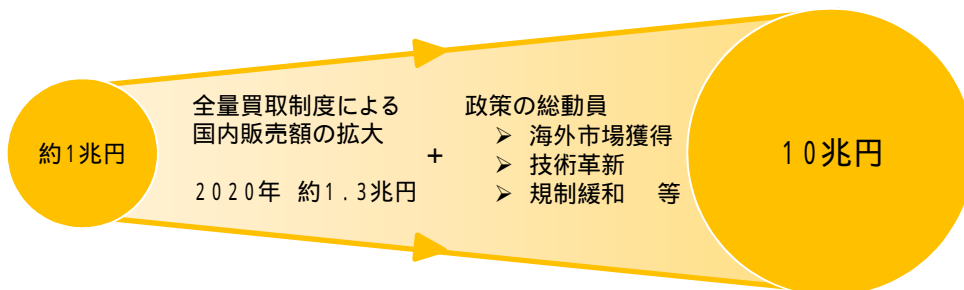 約1兆円
全量買取制度による
国内販売額の拡大
2020年 約1.3兆円
+
政策の総動員
➢ 海外市場獲得
➢ 技術革新
➢ 規制緩和 等
10兆円